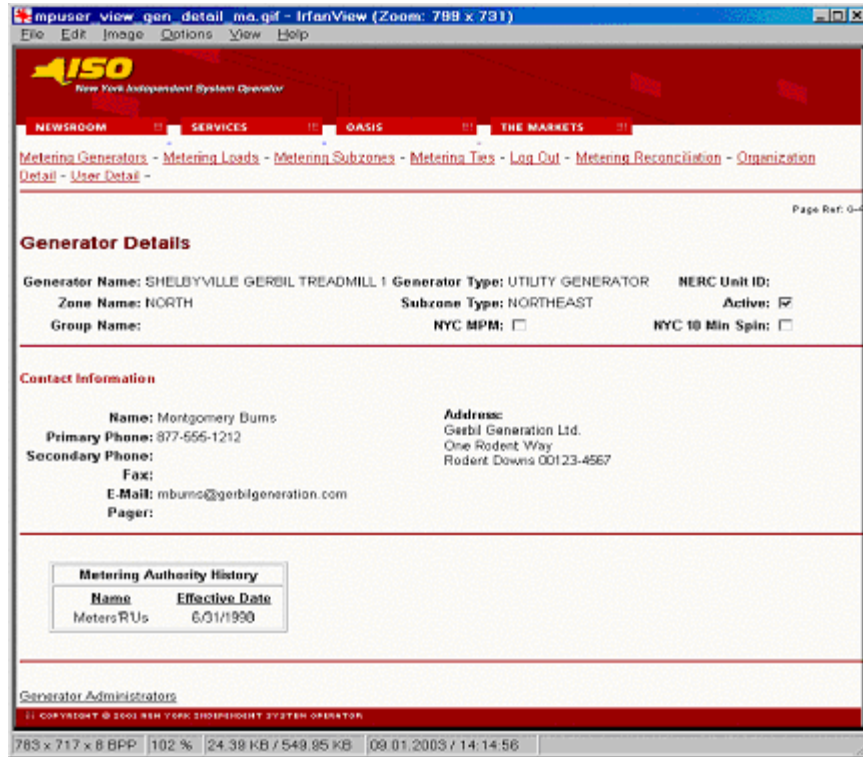 mpuser_view_gen_detail_ma.gif - IrfanView (Zoom: 799 x 731)
File Edit Image Options View Help
ISO
New York Independent System Operator
NEWSROOM SERVICES OASIS THE MARKETS
Metering Generators - Metering Loads - Metering Subzones - Metering Ties - Log Out - Metering Reconciliation - Organization
Detail - User Detail -
Page Ref: G-4
Generator Details
Generator Name: SHELBYVILLE GERBIL TREADMILL 1 Generator Type: UTILITY GENERATOR NERC Unit ID:
Zone Name: NORTH Subzone Type: NORTHEAST Active:
Group Name: NYC MPM: NYC 10 Min Spin:
Contact Information
Name: Montgomery Burns
Primary Phone: 877-555-1212
Secondary Phone:
Fax:
E-Mail: mburns@gerbilgeneration.com
Pager:
Address:
Gerbil Generation Ltd.
One Rodent Way
Rodent Downs 00123-4567
Metering Authority History
Name Effective Date
Meters'R'Us 6/31/1998
Generator Administrators
COPYRIGHT © 2002 NEW YORK INDEPENDENT SYSTEM OPERATOR
783 x 717 x 8 BPP 102 % 24.39 KB / 549.95 KB 09.01.2003 / 14:14:56